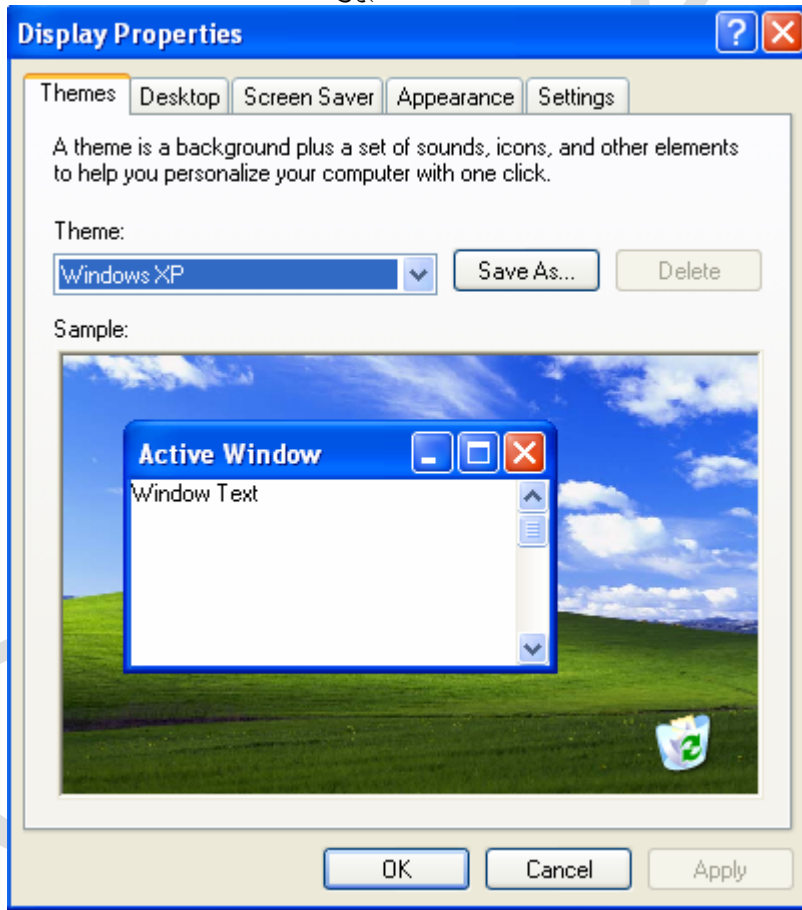 Display Properties
Themes Desktop Screen Saver Appearance Settings
A theme is a background plus a set of sounds, icons, and other elements
to help you personalize your computer with one click.
Theme:
Windows XP Save As... Delete
Sample:
Active Window
Window Text
OK Cancel Apply